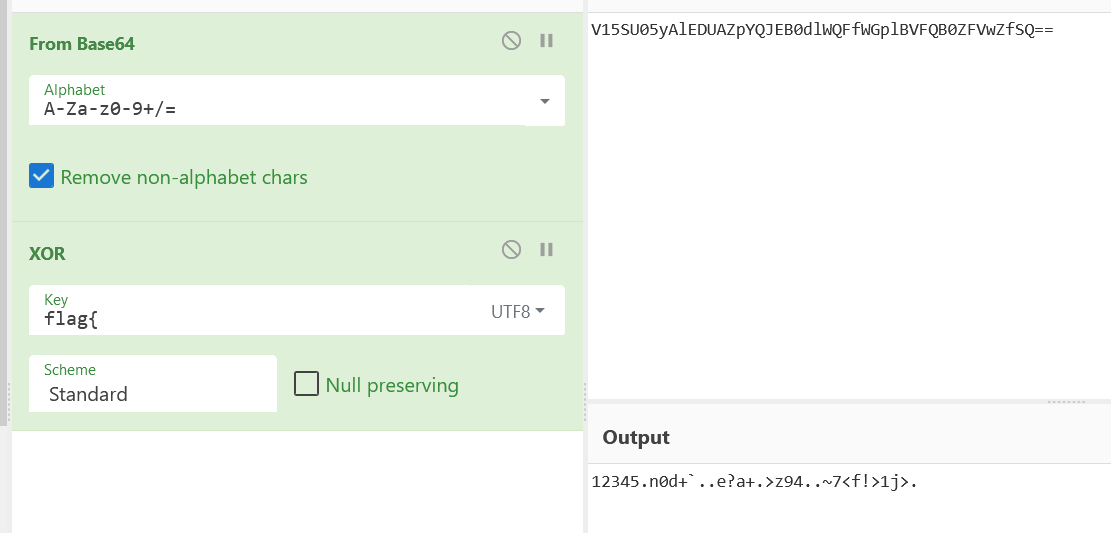 From Base64
Alphabet
A-Za-z0-9+/=
Remove non-alphabet chars
XOR
Key
flag{
UTF8
Scheme
Standard
Null preserving
V15SU05yAlEDUAZpYQJEB0dlWQFfWGplBVFQB0ZFVwZfSQ==
Output
12345.n0d+`..e?a+.>z94..~7<f!>1j>.